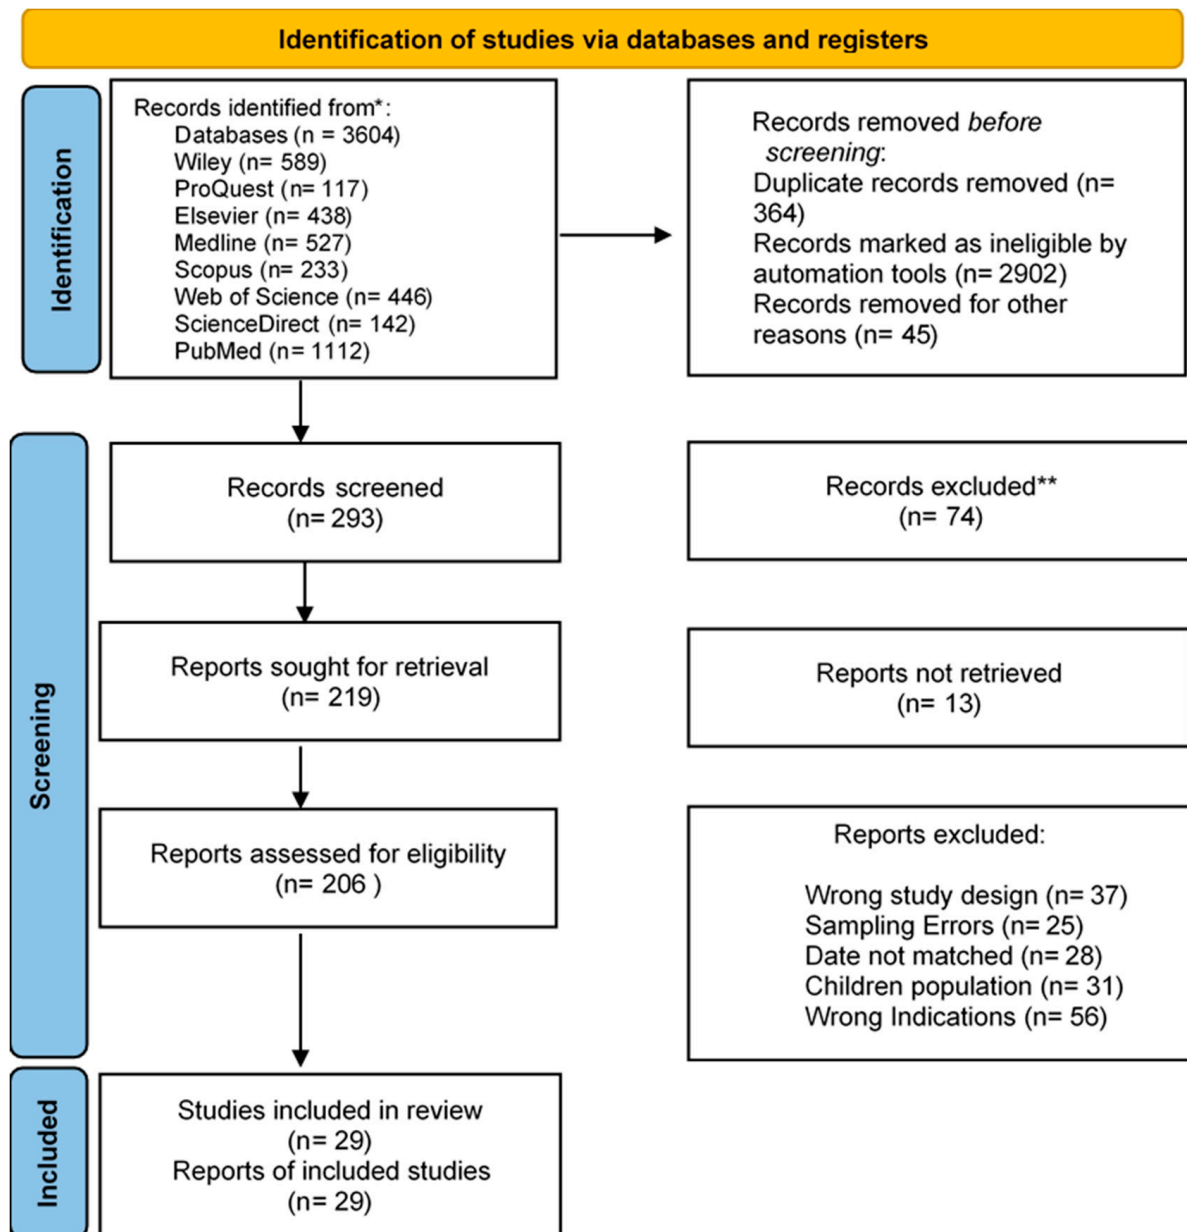 Identification of studies via databases and registers
Identification
Records identified from*:
Databases (n = 3604)
Wiley (n= 589)
ProQuest (n= 117)
Elsevier (n= 438)
Medline (n= 527)
Scopus (n= 233)
Web of Science (n= 446)
ScienceDirect (n= 142)
PubMed (n= 1112)
Records removed before
screening:
Duplicate records removed (n=
364)
Records marked as ineligible by
automation tools (n= 2902)
Records removed for other
reasons (n= 45)
Screening
Records screened
(n= 293)
Records excluded**
(n= 74)
Reports sought for retrieval
(n= 219)
Reports not retrieved
(n= 13)
Reports assessed for eligibility
(n= 206 )
Reports excluded:
Wrong study design (n= 37)
Sampling Errors (n= 25)
Date not matched (n= 28)
Children population (n= 31)
Wrong Indications (n= 56)
Included
Studies included in review
(n= 29)
Reports of included studies
(n= 29)